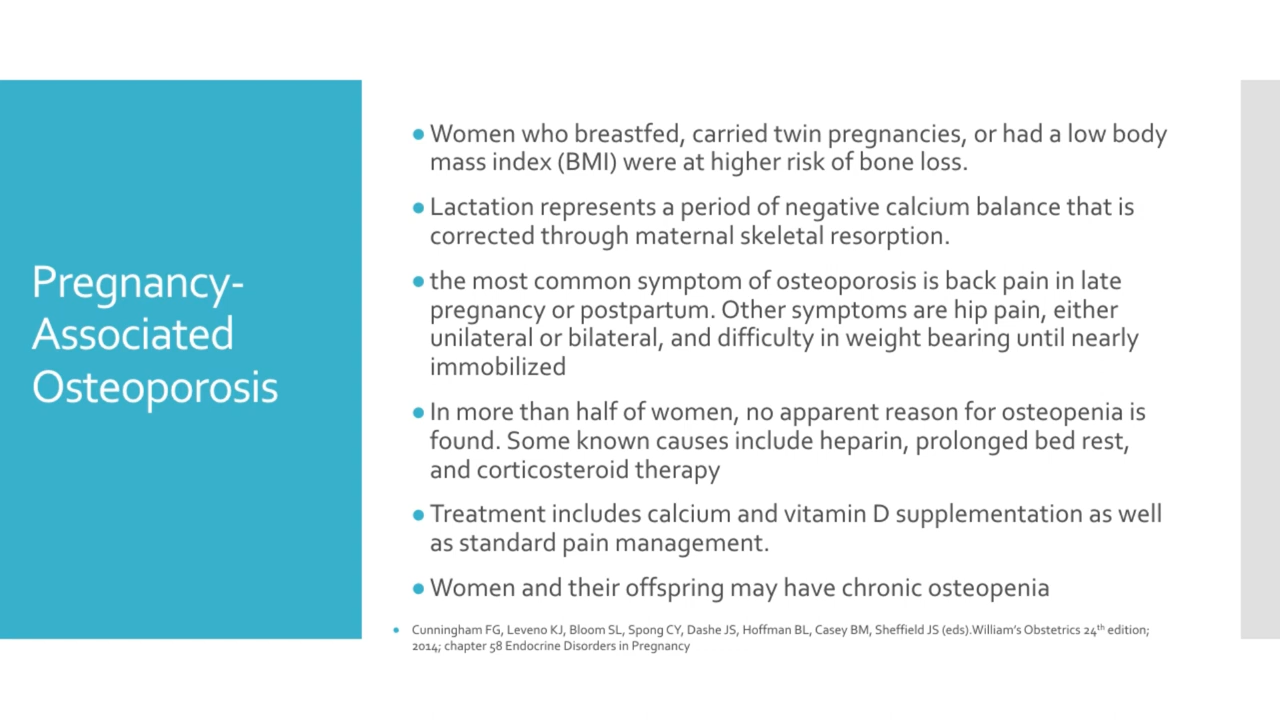 Pregnancy-
Associated
Osteoporosis
● Women who breastfed, carried twin pregnancies, or had a low body
mass index (BMI) were at higher risk of bone loss.
● Lactation represents a period of negative calcium balance that is
corrected through maternal skeletal resorption.
● the most common symptom of osteoporosis is back pain in late
pregnancy or postpartum. Other symptoms are hip pain, either
unilateral or bilateral, and difficulty in weight bearing until nearly
immobilized
● In more than half of women, no apparent reason for osteopenia is
found. Some known causes include heparin, prolonged bed rest,
and corticosteroid therapy
● Treatment includes calcium and vitamin D supplementation as well
as standard pain management.
● Women and their offspring may have chronic osteopenia
● Cunningham FG, Leveno KJ, Bloom SL, Spong CY, Dashe JS, Hoffman BL, Casey BM, Sheffield JS (eds).William's Obstetrics 24th edition;
2014; chapter 58 Endocrine Disorders in Pregnancy